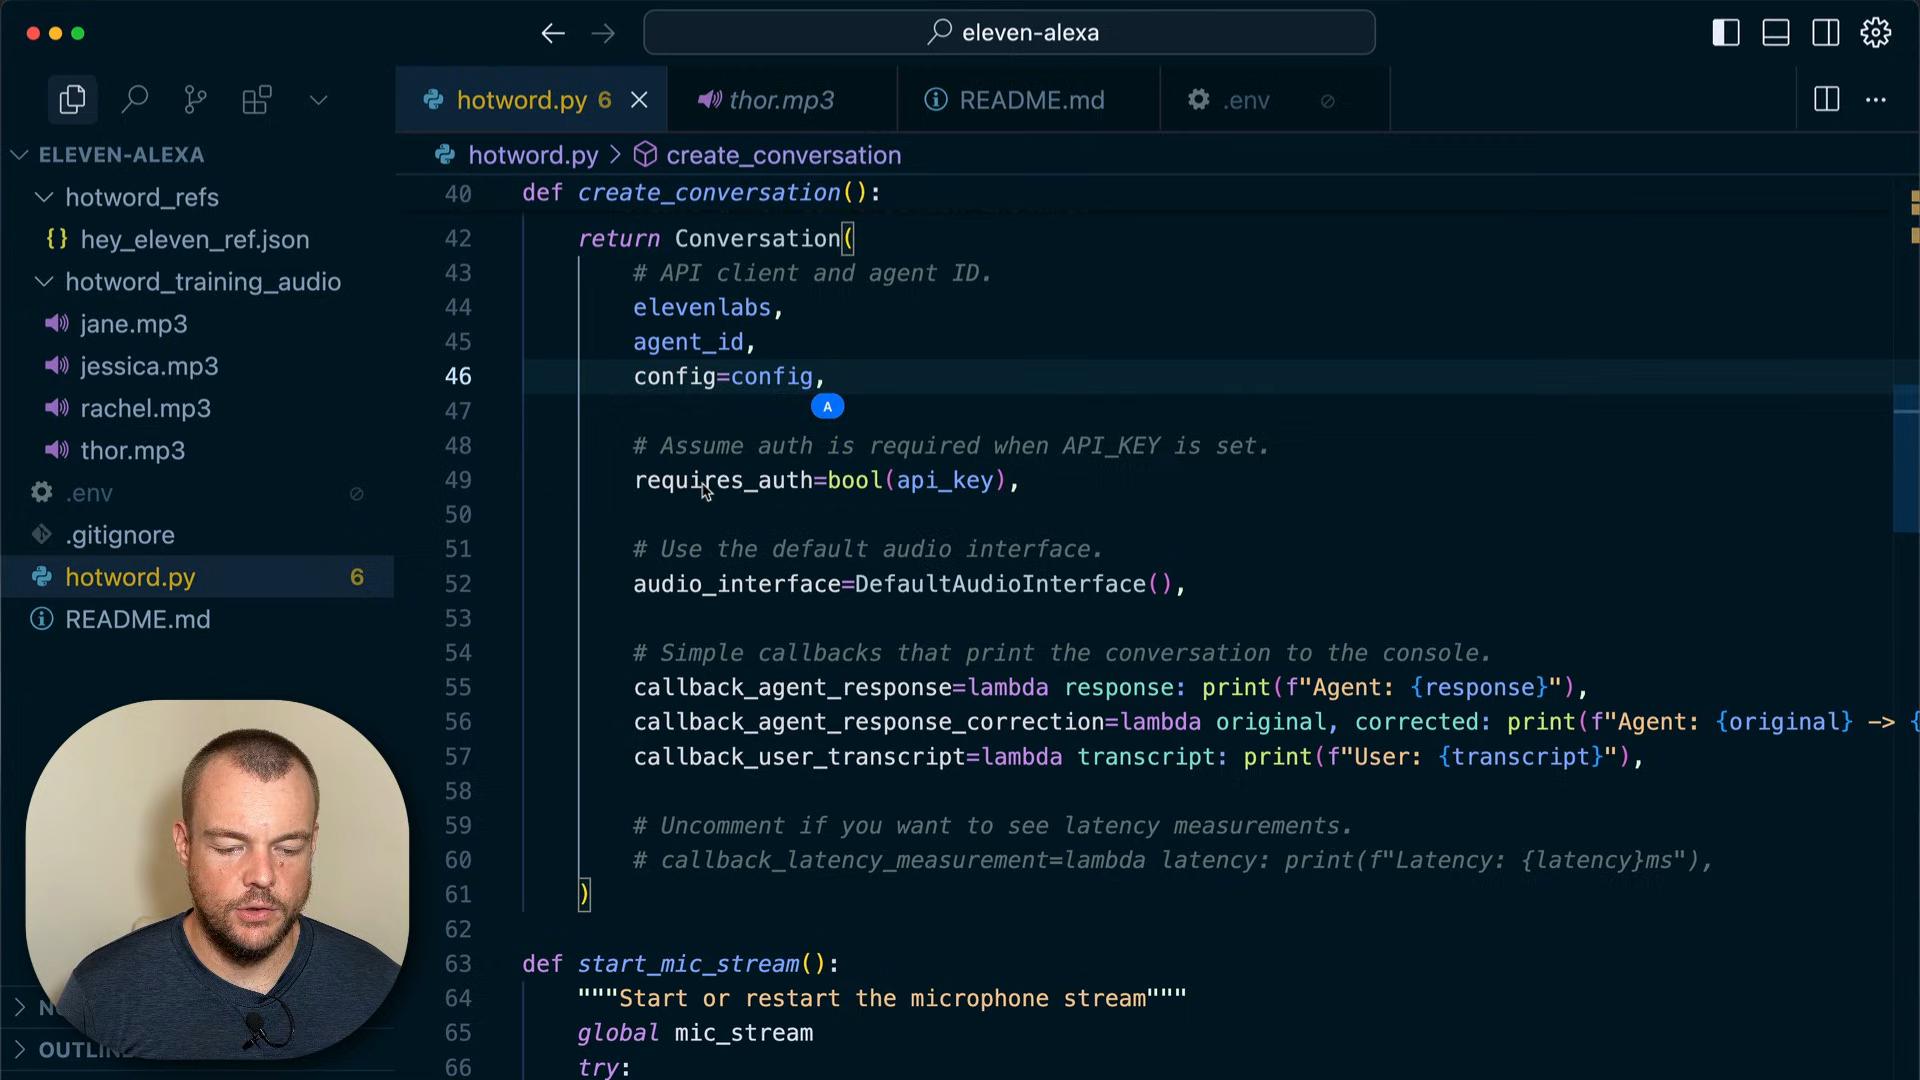 eleven-alexa
hotword.py 6
thor.mp3
README.md
.env
ELEVEN-ALEXA
hotword_refs
{} hey_eleven_ref.json
hotword_training_audio
jane.mp3
jessica.mp3
rachel.mp3
thor.mp3
.env
.gitignore
hotword.py 6
README.md
OUTLIN
hotword.py > create_conversation
40 def create_conversation():
42 return Conversation(
43 # API client and agent ID.
44 elevenlabs,
45 agent_id,
46 config=config,
A
47
48 # Assume auth is required when API_KEY is set.
49 requires_auth=bool(api_key),
50
51 # Use the default audio interface.
52 audio_interface=DefaultAudioInterface(),
53
54 # Simple callbacks that print the conversation to the console.
55 callback_agent_response=lambda response: print(f"Agent: {response}"),
56 callback_agent_response_correction=lambda original, corrected: print(f"Agent: {original} -> {
57 callback_user_transcript=lambda transcript: print(f"User: {transcript}"),
58
59 # Uncomment if you want to see latency measurements.
60 # callback_latency_measurement=lambda latency: print(f"Latency: {latency}ms"),
61 )
62
63 def start_mic_stream():
64 """Start or restart the microphone stream"""
65 global mic_stream
66 try: